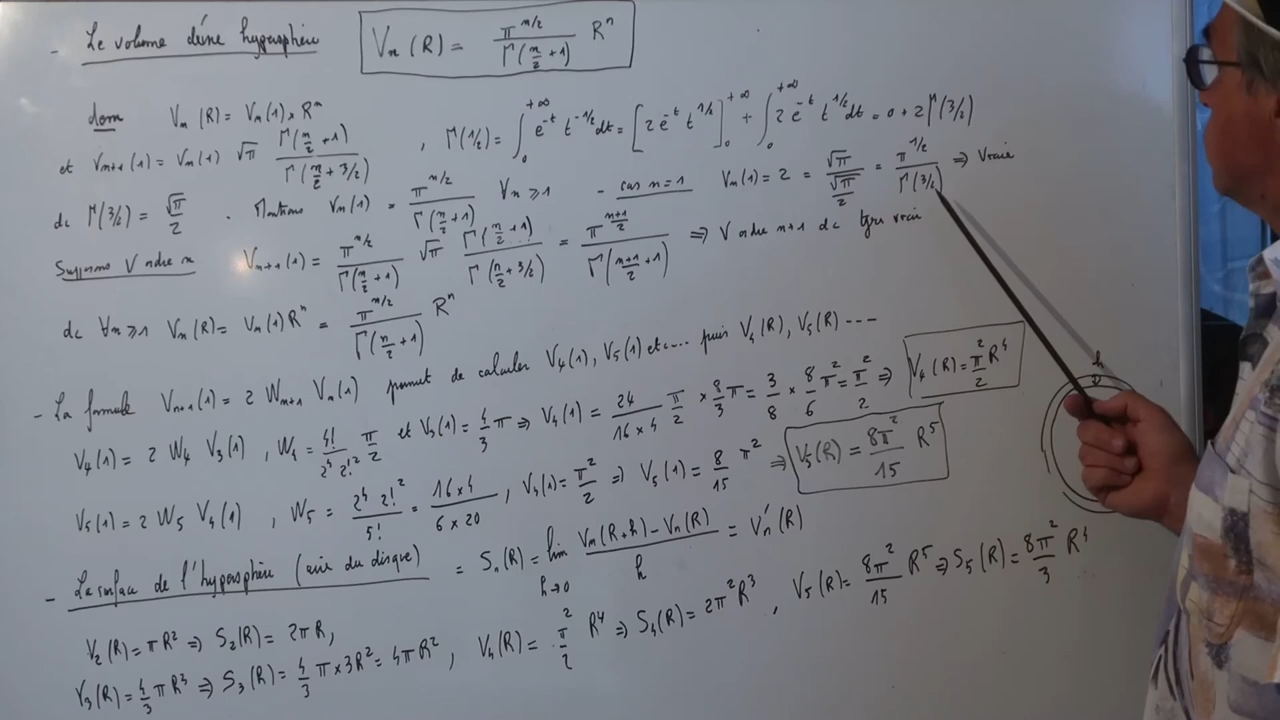 - Le volume d'une hypersphère Vn(R) = π^(n/2) / Γ(n/2 + 1) R^n
donc Vn(R) = Vn(1) × R^n
et Vn+1(1) = Vn(1) √π Γ(n/2 + 1) / Γ(n/2 + 3/2) , Γ(1/2) = ∫_0^+∞ e^-t t^-1/2 dt = [2e^-t t^1/2]_0^+∞ + ∫_0^+∞ 2e^-t t^1/2 dt = 0 + 2Γ(3/2)
dc Γ(3/2) = √π/2 . Montrons Vn(1) = π^(n/2) / Γ(n/2 + 1) ∀n ≥ 1 - cas n = 1 Vn(1) = 2 = √π / (√π/2) = π^1/2 / Γ(3/2) ⇒ Vraie
Supposons V ordre n Vn+1(1) = π^(n/2) / Γ(n/2 + 1) √π Γ(n/2 + 1) / Γ(n/2 + 3/2) = π^((n+1)/2) / Γ((n+1)/2 + 1) ⇒ V ordre n+1 dc tjrs vrai
dc ∀n ≥ 1 Vn(R) = Vn(1) R^n = π^(n/2) / Γ(n/2 + 1) R^n
- La formule Vn+1(1) = 2 Wn+1 Vn(1) permet de calculer V4(1), V5(1) etc.... puis V4(R), V5(R) ----
V4(1) = 2 W4 V3(1) , W4 = 4! / (2^4 2!^2) π/2 et V3(1) = 4/3 π ⇒ V4(1) = 24 / (16×4) π/2 × 8/3 π = 3/8 × 8/6 π^2 = π^2/2 ⇒ V4(R) = π^2/2 R^4
V5(1) = 2 W5 V4(1) , W5 = 2^4 2!^2 / 5! = 16×4 / (6×20) , V4(1) = π^2/2 ⇒ V5(1) = 8/15 π^2 ⇒ V5(R) = 8π^2/15 R^5
- La surface de l'hypersphère (aire du disque) = Sn(R) = lim h→0 (Vn(R+h) - Vn(R)) / h = Vn'(R)
V2(R) = πR^2 ⇒ S2(R) = 2πR,
V3(R) = 4/3 πR^3 ⇒ S3(R) = 4/3 π×3R^2 = 4πR^2 , V4(R) = π^2/2 R^4 ⇒ S4(R) = 2π^2R^3 , V5(R) = 8π^2/15 R^5 ⇒ S5(R) = 8π^2/3 R^4
h